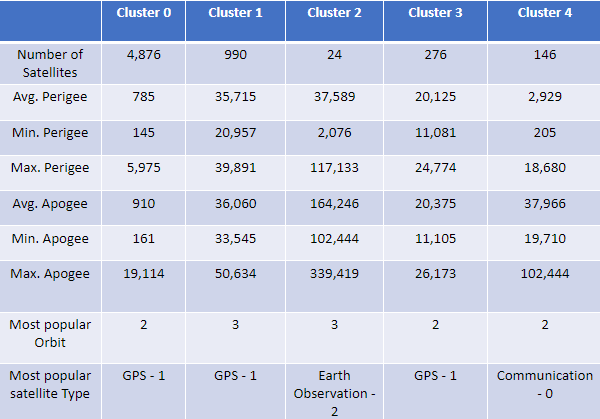 Cluster 0 Cluster 1 Cluster 2 Cluster 3 Cluster 4
Number of Satellites 4,876 990 24 276 146
Avg. Perigee 785 35,715 37,589 20,125 2,929
Min. Perigee 145 20,957 2,076 11,081 205
Max. Perigee 5,975 39,891 117,133 24,774 18,680
Avg. Apogee 910 36,060 164,246 20,375 37,966
Min. Apogee 161 33,545 102,444 11,105 19,710
Max. Apogee 19,114 50,634 339,419 26,173 102,444
Most popular Orbit 2 3 3 2 2
Most popular satellite Type GPS - 1 GPS - 1 Earth Observation - 2 GPS - 1 Communication - 0